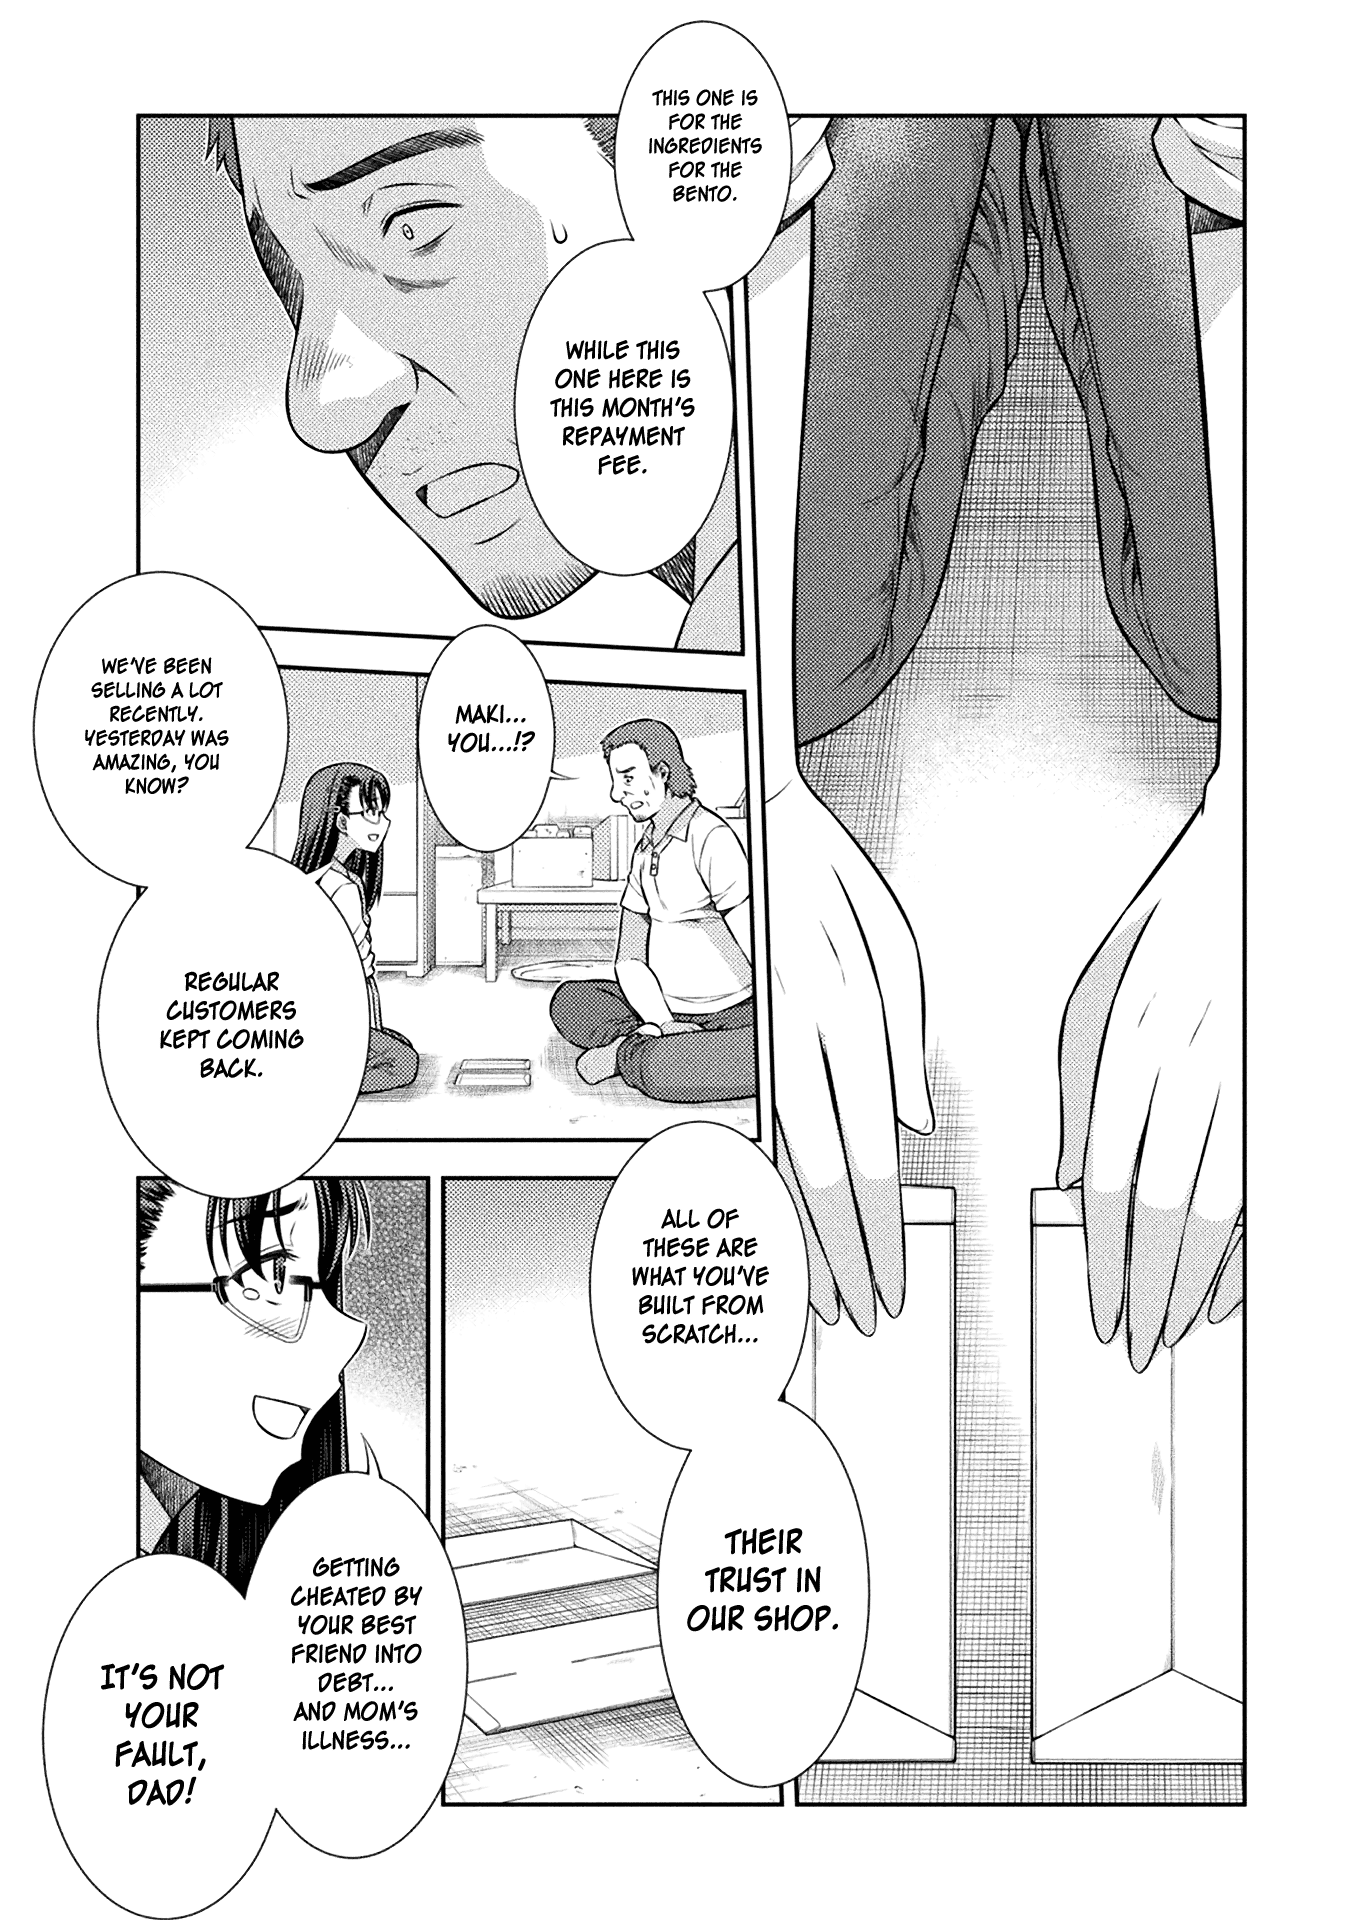 THIS ONE IS
FOR THE
INGREDIENTS
FOR THE
BENTO.
WHILE THIS
ONE HERE IS
THIS MONTH'S
REPAYMENT
FEE.
MAKI...
YOU...!?
WE'VE BEEN
SELLING A LOT
RECENTLY.
YESTERDAY WAS
AMAZING, YOU
KNOW?
REGULAR
CUSTOMERS
KEPT COMING
BACK.
ALL OF
THESE ARE
WHAT YOU'VE
BUILT FROM
SCRATCH...
THEIR
TRUST IN
OUR SHOP.
GETTING
CHEATED BY
YOUR BEST
FRIEND INTO
DEBT...
AND MOM'S
ILLNESS...
IT'S NOT
YOUR
FAULT,
DAD!